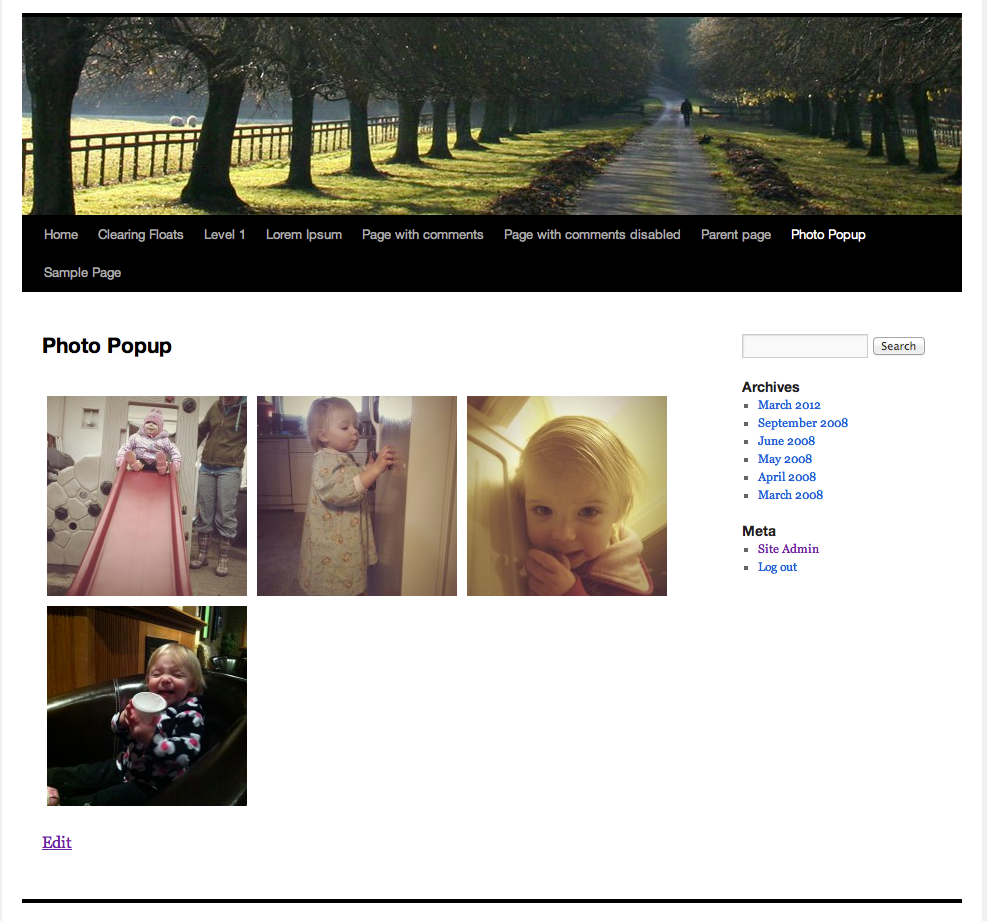 Home Clearing Floats Level 1 Lorem Ipsum Page with comments Page with comments disabled Parent page Photo Popup
Sample Page
Photo Popup
Search
Archives
March 2012
September 2008
June 2008
May 2008
April 2008
March 2008
Meta
Site Admin
Log out
Edit